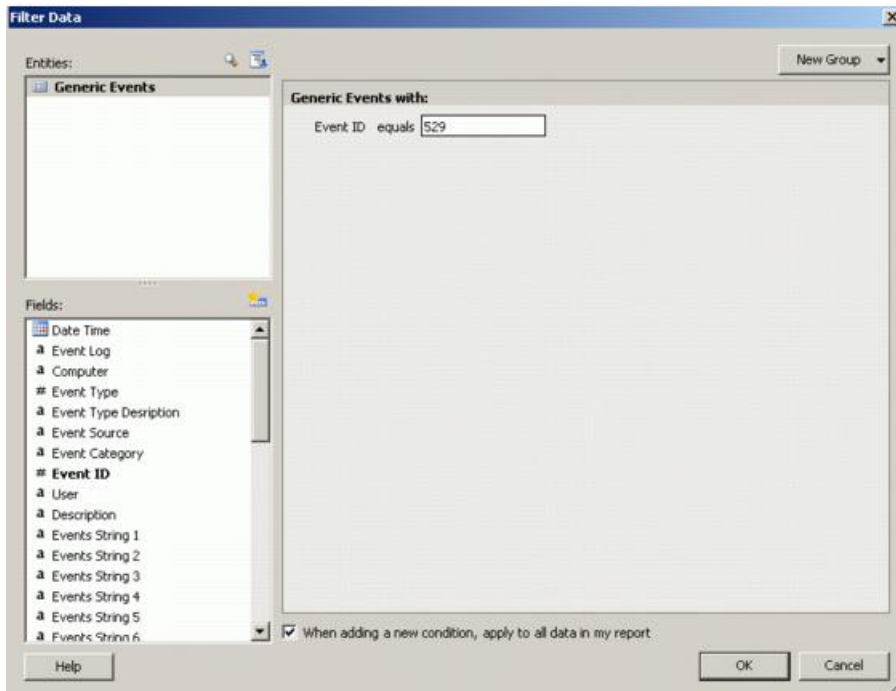 Filter Data
Entities:
New Group
Generic Events
Generic Events with:
Event ID equals 529
Fields:
Date Time
a Event Log
a Computer
# Event Type
a Event Type Desription
a Event Source
a Event Category
# Event ID
a User
a Description
a Events String 1
a Events String 2
a Events String 3
a Events String 4
a Events String 5
a Events String 6
When adding a new condition, apply to all data in my report
Help
OK
Cancel